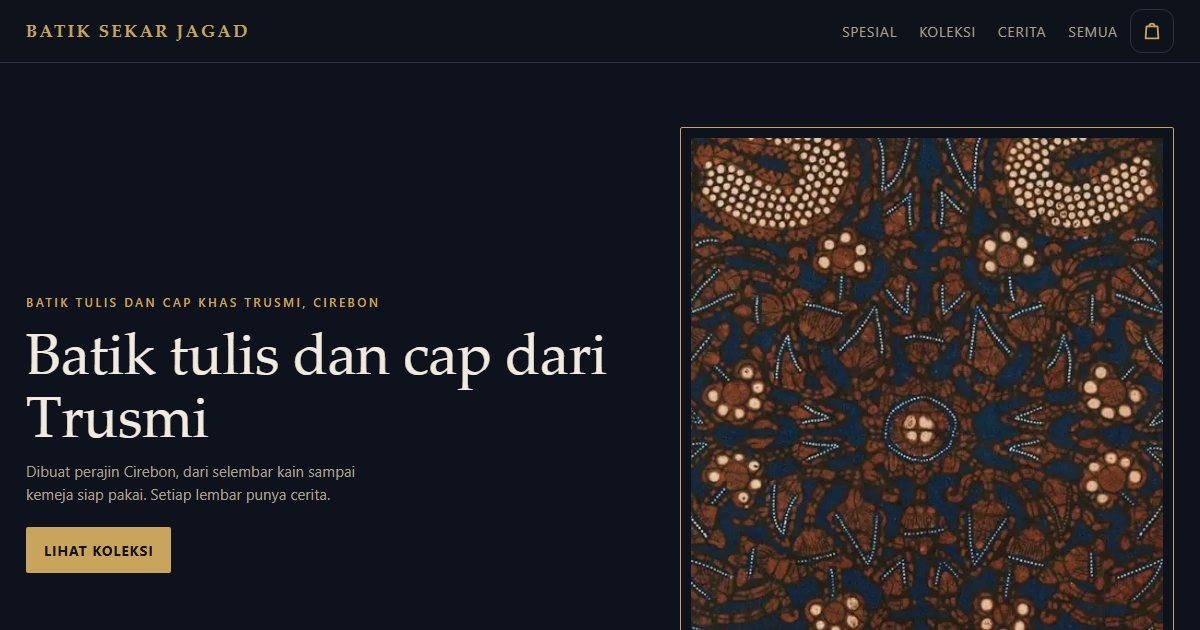 BATIK SEKAR JAGAD
SPESIAL KOLEKSI CERITA SEMUA
BATIK TULIS DAN CAP KHAS TRUSMI, CIREBON
Batik tulis dan cap dari
Trusmi
Dibuat perajin Cirebon, dari selembar kain sampai
kemeja siap pakai. Setiap lembar punya cerita.
LIHAT KOLEKSI